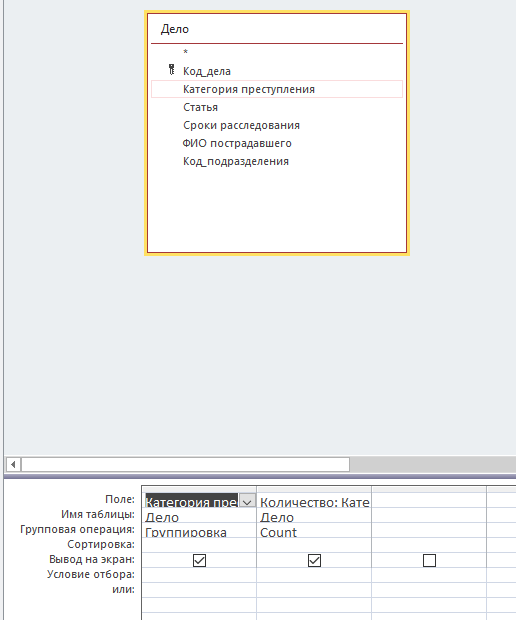 Дело
*
Код_дела
Категория преступления
Статья
Сроки расследования
ФИО пострадавшего
Код_подразделения
Поле: Категория пре Количество: Кате
Имя таблицы: Дело Дело
Групповая операция: Группировка Count
Сортировка:
Вывод на экран:
Условие отбора:
или: